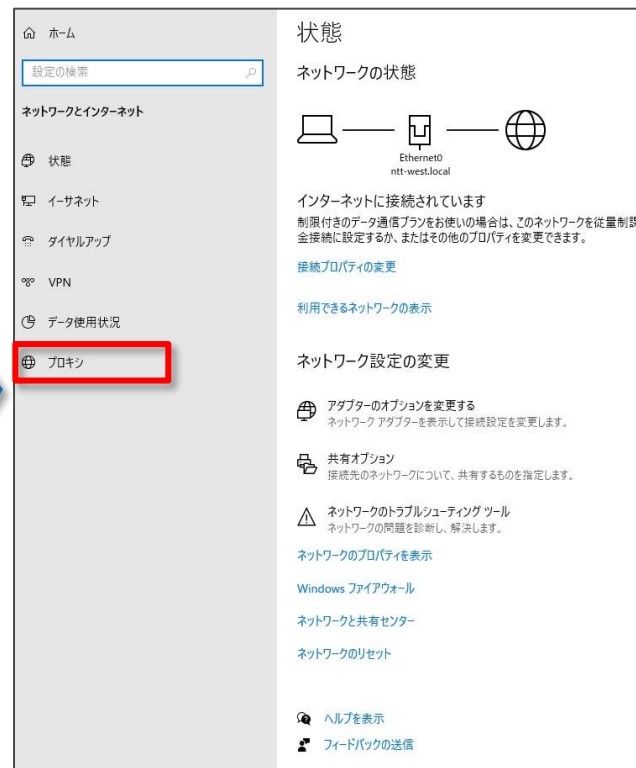 ホーム
設定の検索
ネットワークとインターネット
状態
イーサネット
ダイヤルアップ
VPN
データ使用状況
プロキシ
状態
ネットワークの状態
Ethernet0
ntt-west.local
インターネットに接続されています
制限付きのデータ通信プランをお使いの場合は、このネットワークを従量制課
金接続に設定するか、またはその他のプロパティを変更できます。
接続プロパティの変更
利用できるネットワークの表示
ネットワーク設定の変更
アダプターのオプションを変更する
ネットワーク アダプターを表示して接続設定を変更します。
共有オプション
接続先のネットワークについて、共有するものを指定します。
ネットワークのトラブルシューティング ツール
ネットワークの問題を診断し、解決します。
ネットワークのプロパティを表示
Windows ファイアウォール
ネットワークと共有センター
ネットワークのリセット
ヘルプを表示
フィードバックの送信